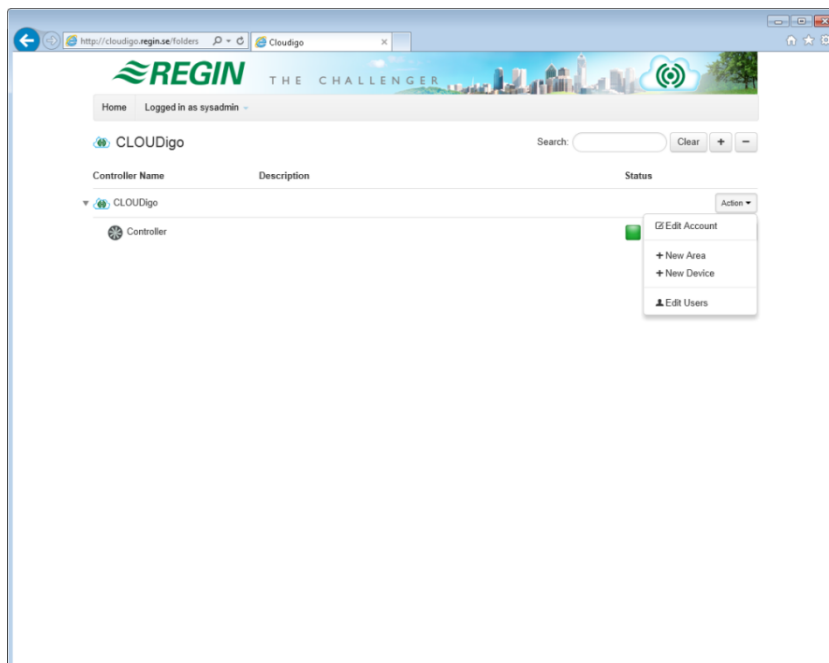 http://cloudigo.regin.se/folders
Cloudigo
REGIN THE CHALLENGER
Home Logged in as sysadmin
CLOUDigo Search: Clear + −
Controller Name Description Status
CLOUDigo Action
Controller
Edit Account
+ New Area
+ New Device
Edit Users